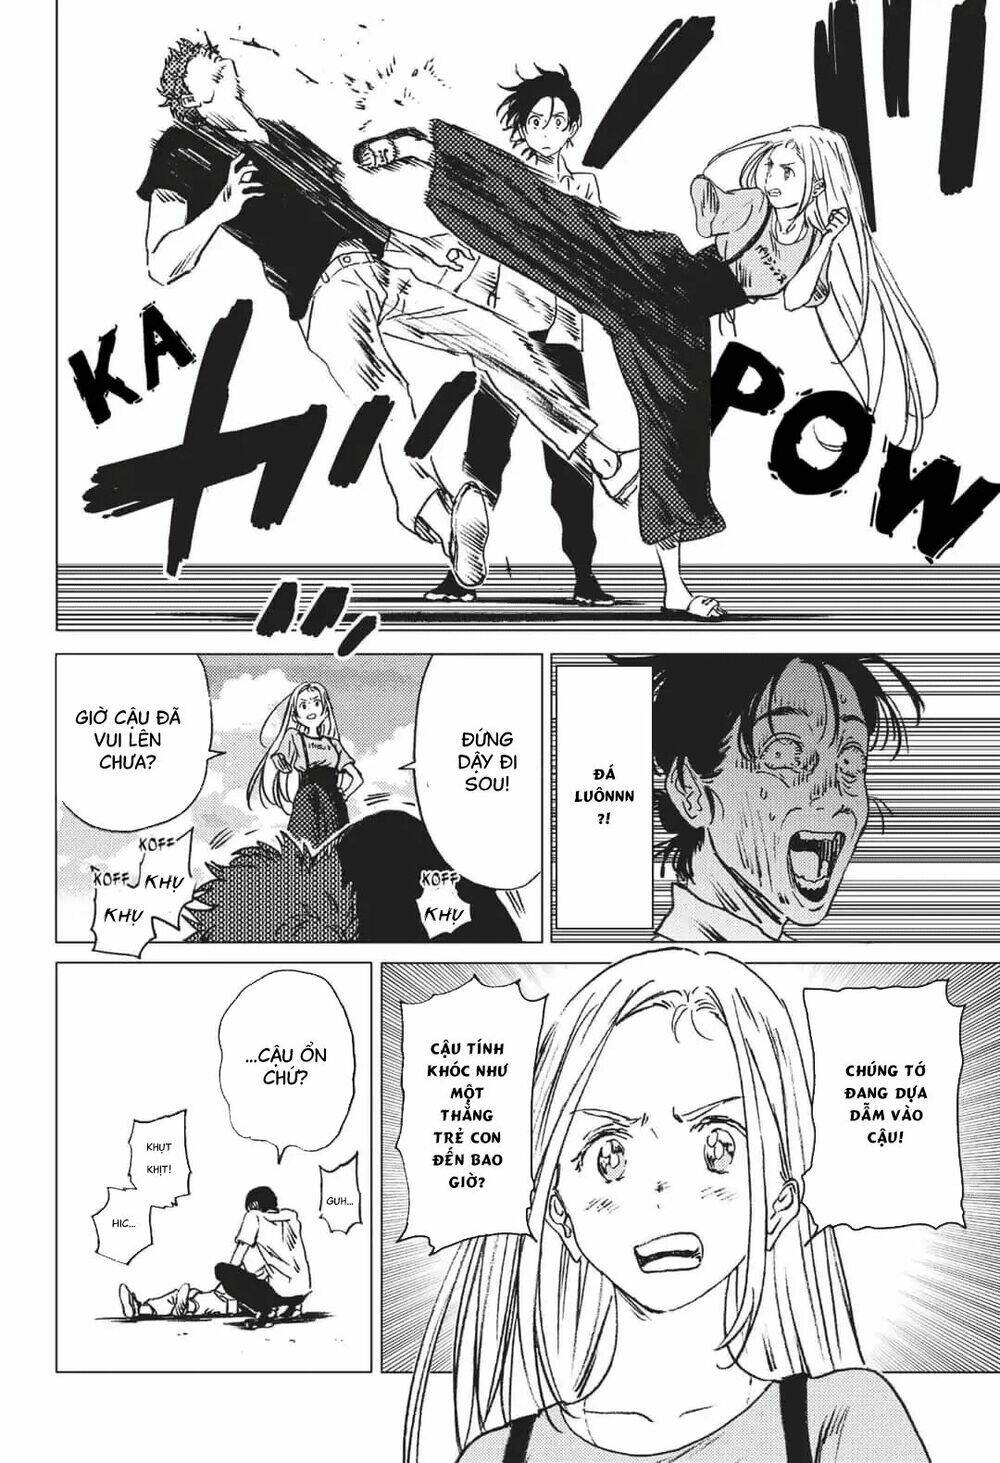 KA
POW
ĐÁ
LUÔNNN
?!
ĐỨNG
DẬY ĐI
SOU!
GIỜ CẬU ĐÃ
VUI LÊN
CHƯA?
KOFF
KOFF
KHỤ
KHỤ
KOFF
KHỤ
CHÚNG TỚ
ĐANG DỰA
DẪM VÀO
CẬU!
CẬU TÍNH
KHÓC NHƯ
MỘT
THẰNG
TRẺ CON
ĐẾN BAO
GIỜ?
...CẬU ỔN
CHỨ?
KHỤT
KHỊT!
HIC...
GUH...